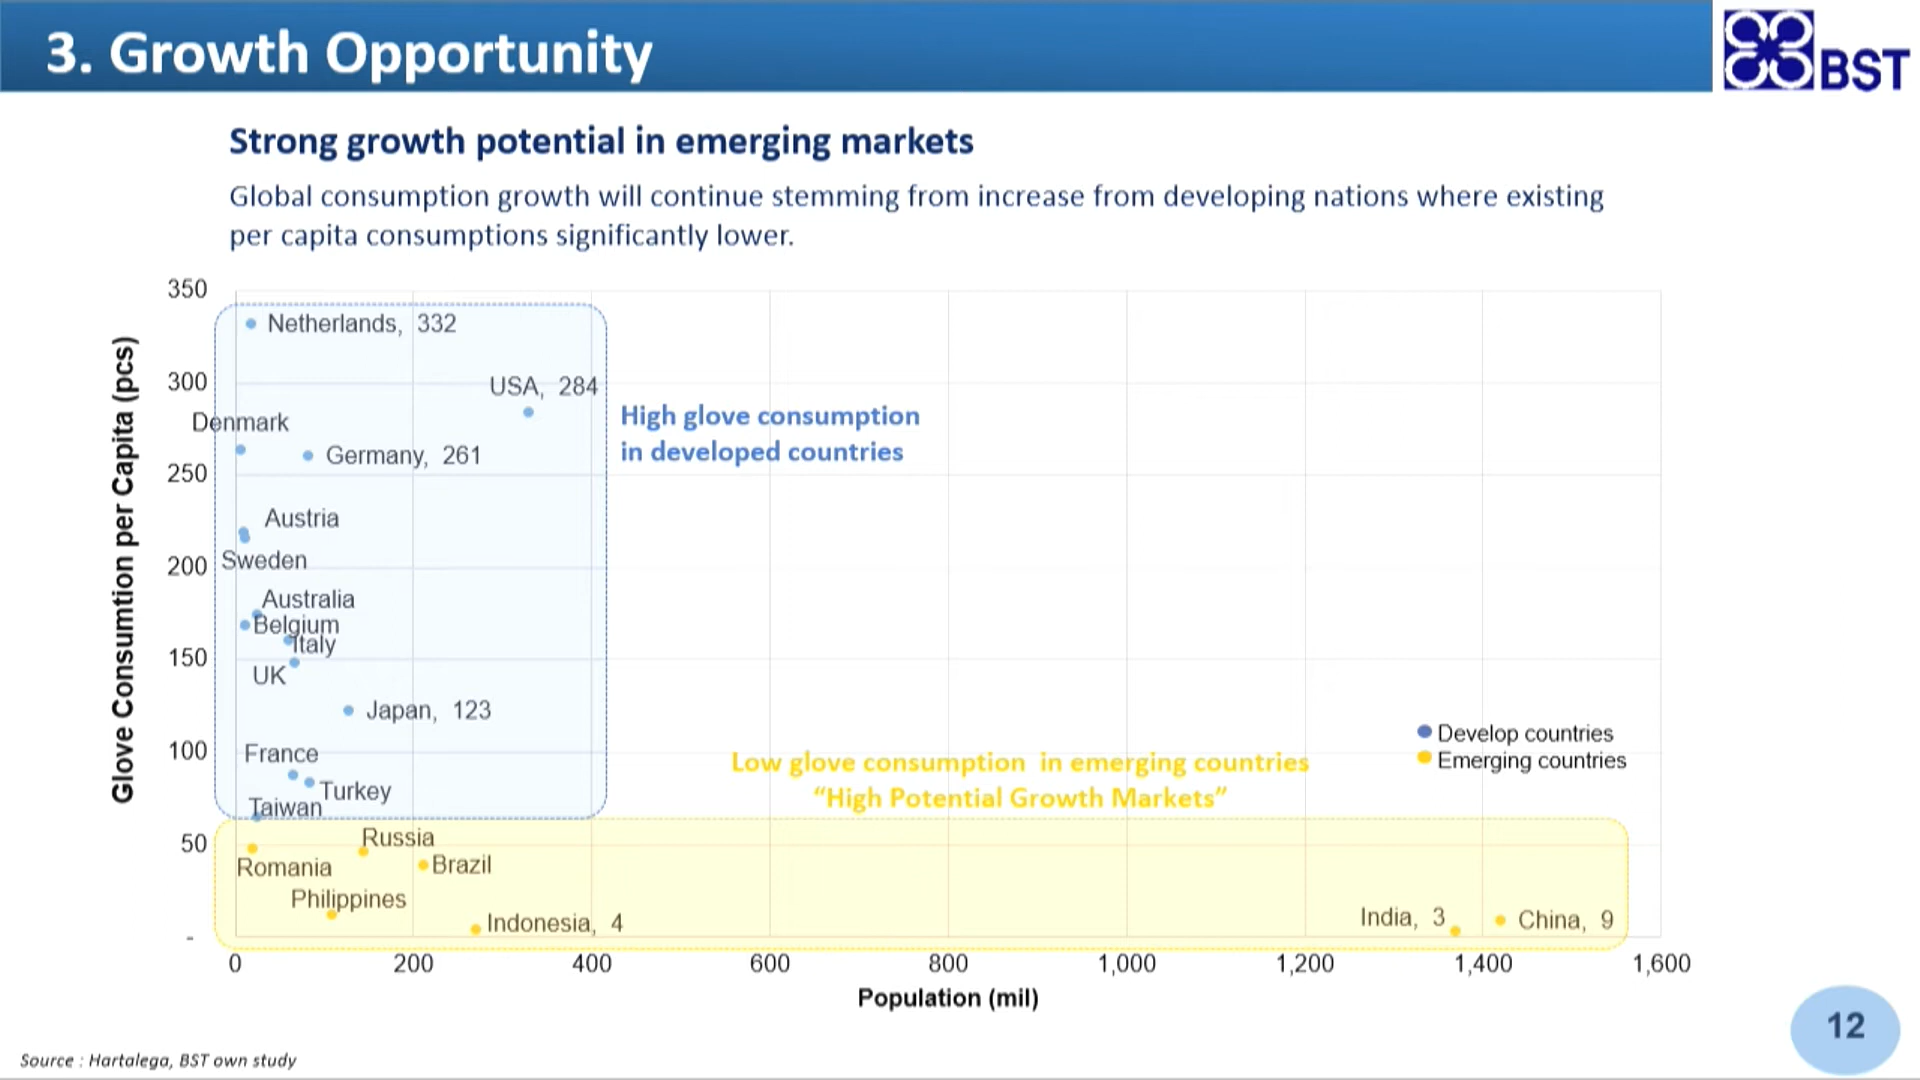 3. Growth Opportunity
BST
Strong growth potential in emerging markets
Global consumption growth will continue stemming from increase from developing nations where existing
per capita consumptions significantly lower.
Glove Consumtion per Capita (pcs)
350
300
250
200
150
100
50
-
Netherlands, 332
USA, 284
Denmark
Germany, 261
Austria
Sweden
Australia
Belgium
Italy
UK
Japan, 123
France
Turkey
Taiwan
High glove consumption
in developed countries
Low glove consumption in emerging countries
“High Potential Growth Markets”
Develop countries
Emerging countries
Russia
Romania
Brazil
Philippines
Indonesia, 4
India, 3
China, 9
0
200
400
600
800
1,000
1,200
1,400
1,600
Population (mil)
12
Source : Hartalega, BST own study